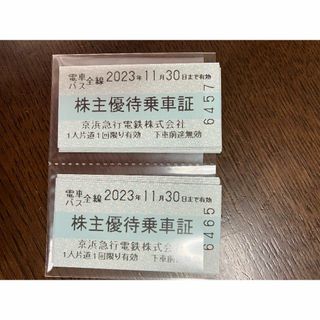 電車バス全線 2023年11月30日まで有効
株主優待乗車証
京浜急行電鉄株式会社
1人片道1回限り有効 下車前途無効
6457
電車バス全線 2023年11月30日まで有効
株主優待乗車証
京浜急行電鉄株式会
1人片道1回限り有効 下車前
6465